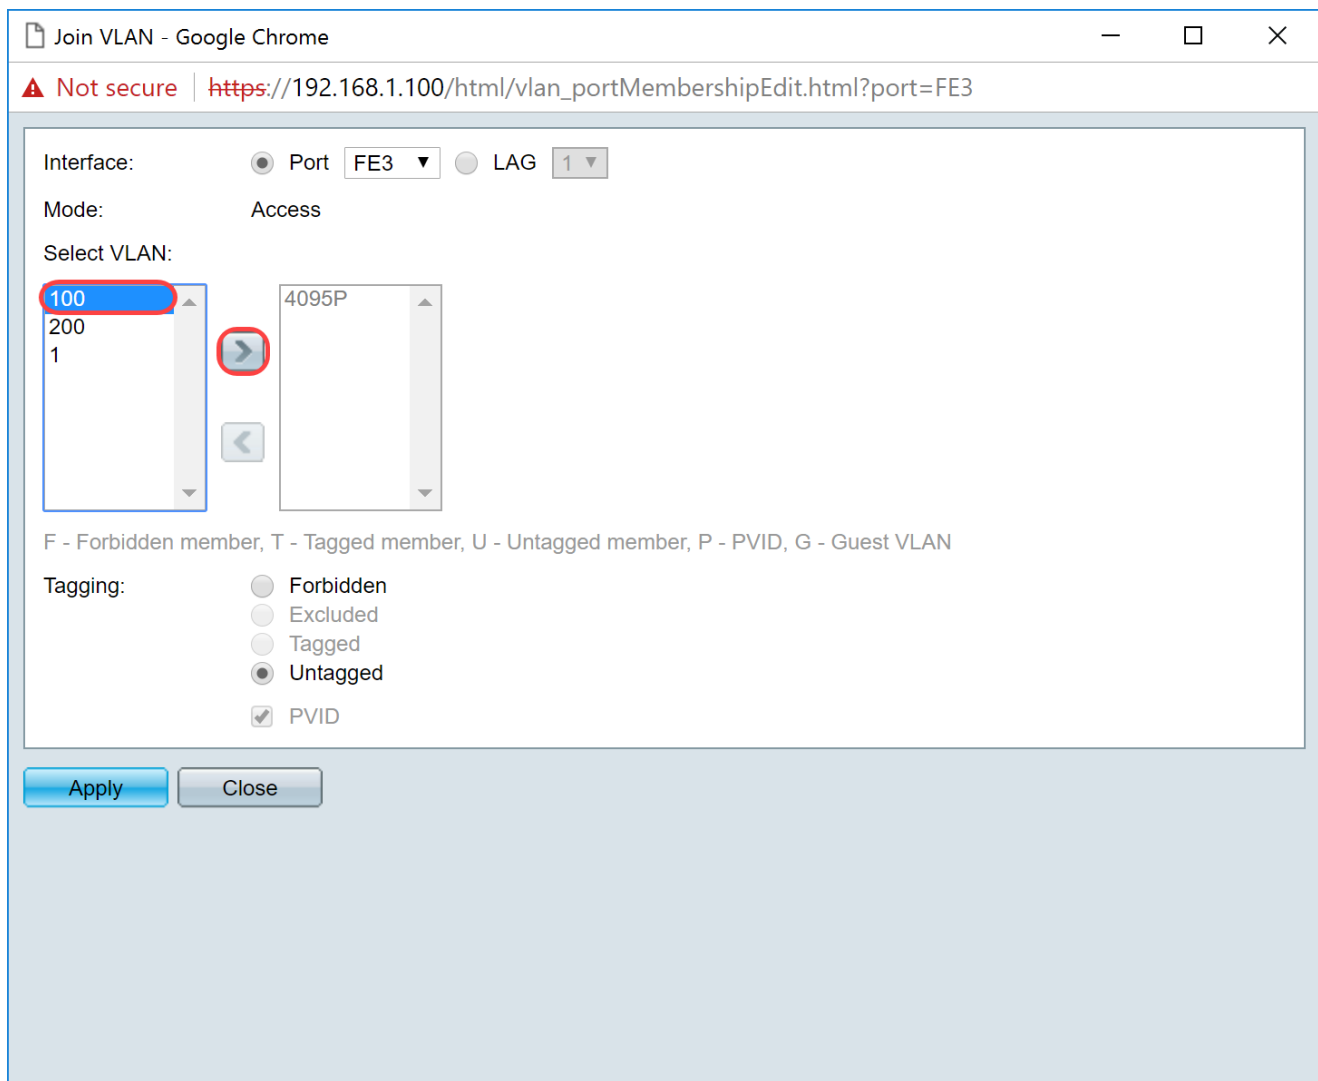 Join VLAN - Google Chrome
Not secure https://192.168.1.100/html/vlan_portMembershipEdit.html?port=FE3
Interface: Port FE3 LAG 1
Mode: Access
Select VLAN:
100 4095P
200
1
F - Forbidden member, T - Tagged member, U - Untagged member, P - PVID, G - Guest VLAN
Tagging: Forbidden
Excluded
Tagged
Untagged
PVID
Apply Close